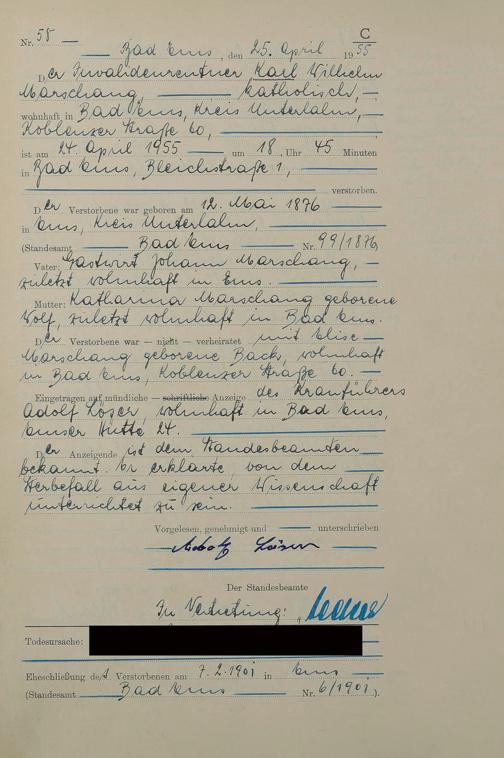 C
Nr. 58
Bad Ems, den 25. April 1955
Der Invalidenrentner Karl Wilhelm
Marschang, katholisch,
wohnhaft in Bad Ems, Kreis Unterlahn,
Koblenzer Straße 60,
ist am 24. April 1955 um 18 Uhr 45 Minuten
in Bad Ems, Bleichstraße 1,
verstorben.
Der Verstorbene war geboren am 12. Mai 1876
in Ems, Kreis Unterlahn,
(Standesamt Bad Ems Nr. 99/1876)
Vater: Gastwirt Johann Marschang,
zuletzt wohnhaft in Ems.
Mutter: Katharina Marschang geborene
Wolf, zuletzt wohnhaft in Bad Ems.
Der Verstorbene war — nicht — verheiratet mit Elise
Marschang geborene Bach, wohnhaft
in Bad Ems, Koblenzer Straße 60.
Eingetragen auf mündliche — schriftliche Anzeige des Kranführers
Adolf Löser, wohnhaft in Bad Ems,
Emser Hütte 24.
Der Anzeigende ist dem Standesbeamten
bekannt. Er erklärte, von dem
Sterbefall aus eigener Wissenschaft
unterrichtet zu sein.
Vorgelesen, genehmigt und unterschrieben
Adolf Löser
Der Standesbeamte
In Vertretung:
Todesursache:
Eheschließung des Verstorbenen am 7.2.1901 in Ems
(Standesamt Bad Ems Nr. 6/1901).